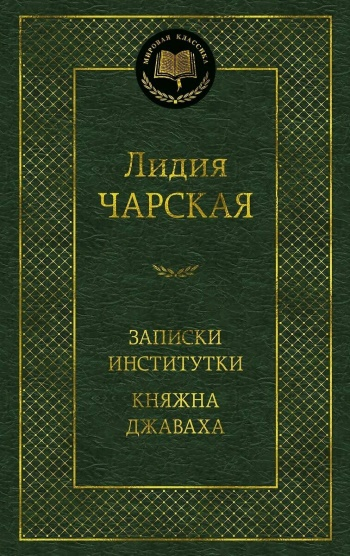 МИРОВАЯ КЛАССИКА
Лидия
ЧАРСКАЯ
ЗАПИСКИ
ИНСТИТУТКИ
КНЯЖНА
ДЖАВАХА